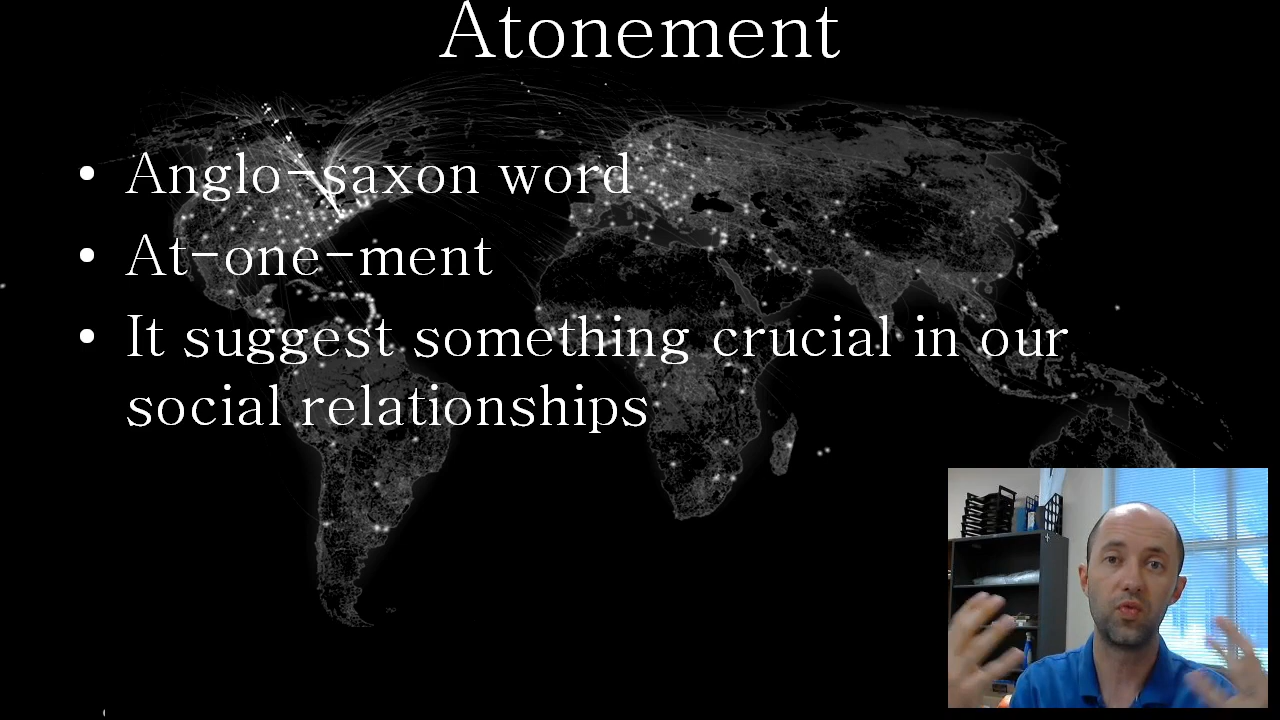 Atonement
• Anglo-saxon word
• At-one-ment
• It suggest something crucial in our
social relationships